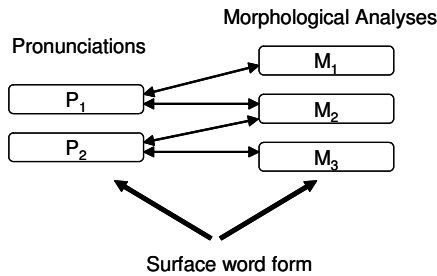 Morphological Analyses
Pronunciations
M1
P1
M2
P2
M3
Surface word form